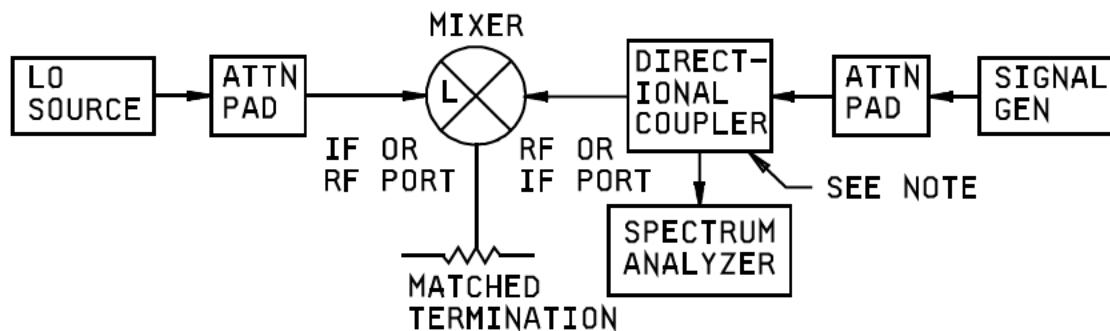 MIXER
LO
SOURCE
ATTN
PAD
L
DIRECT-
IONAL
COUPLER
ATTN
PAD
SIGNAL
GEN
IF OR
RF PORT
RF OR
IF PORT
SEE NOTE
SPECTRUM
ANALYZER
MATCHED
TERMINATION